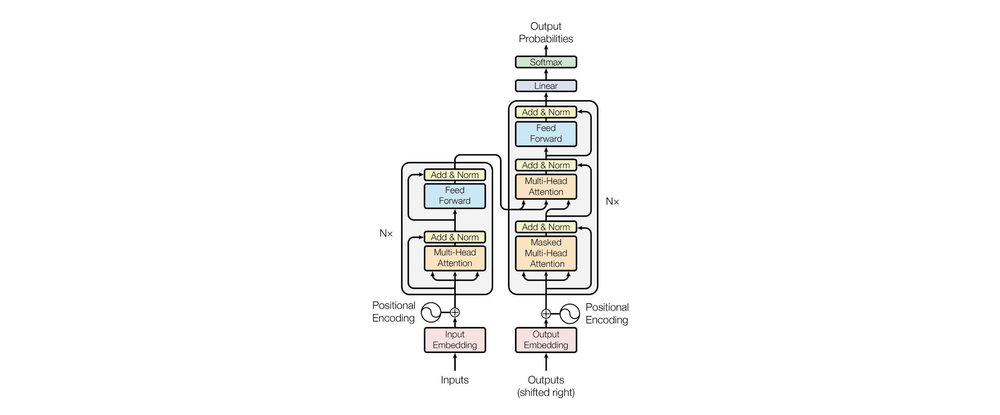 Output
Probabilities
Softmax
Linear
Add & Norm
Feed
Forward
Add & Norm
Multi-Head
Attention
Add & Norm
Masked
Multi-Head
Attention
N×
Add & Norm
Feed
Forward
Add & Norm
Multi-Head
Attention
N×
Positional
Encoding
Positional
Encoding
Input
Embedding
Output
Embedding
Inputs
Outputs
(shifted right)